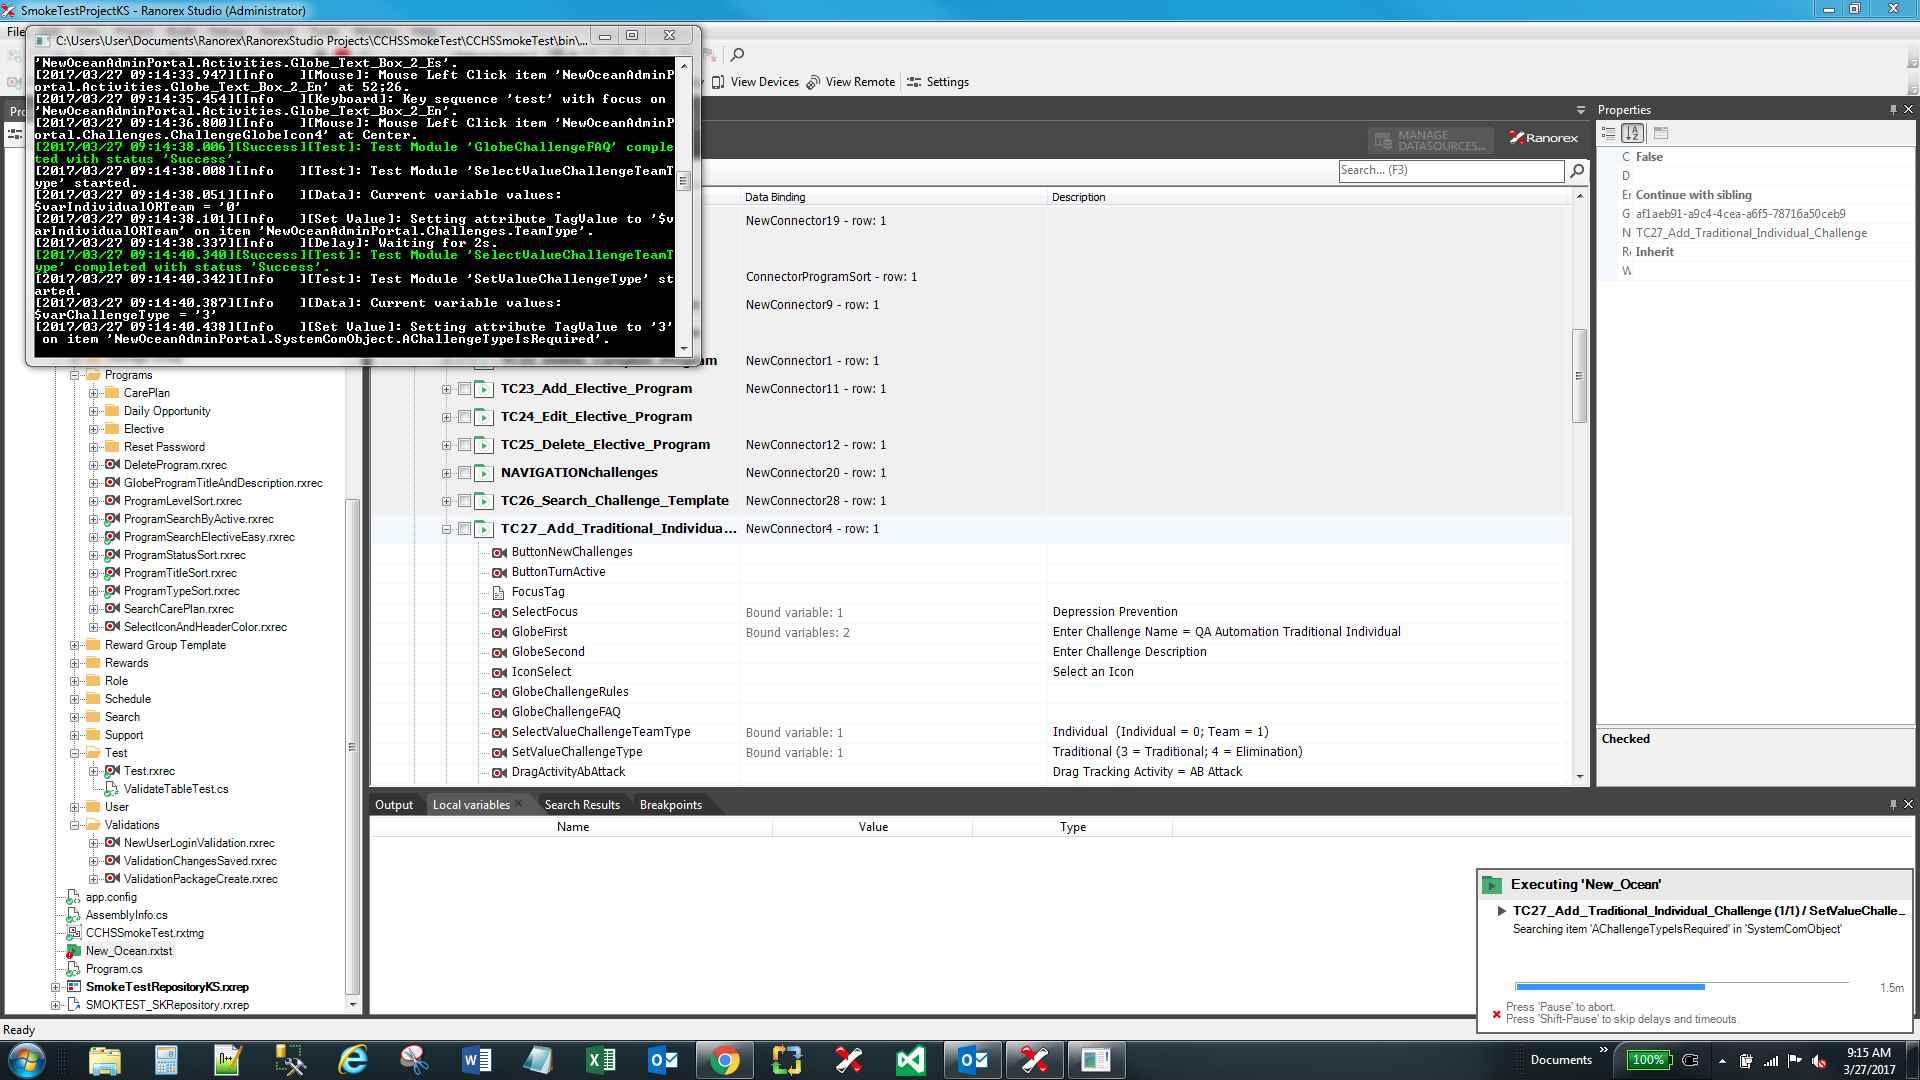 SmokeTestProjectKS - Ranorex Studio (Administrator)
C:\Users\User\Documents\Ranorex\RanorexStudio Projects\CCHSSmokeTest\CCHSSmokeTest\bin\...
'NewOceanAdminPortal.Activities.Globe_Text_Box_2_Es'.
[2017/03/27 09:14:33.947][Info   ][Mouse]: Mouse Left Click item 'NewOceanAdminP
ortal.Activities.Globe_Text_Box_2_En' at 52;26.
[2017/03/27 09:14:35.454][Info   ][Keyboard]: Key sequence 'test' with focus on
'NewOceanAdminPortal.Activities.Globe_Text_Box_2_En'.
[2017/03/27 09:14:36.800][Info   ][Mouse]: Mouse Left Click item 'NewOceanAdminP
ortal.Challenges.ChallengeGlobeIcon4' at Center.
[2017/03/27 09:14:38.006][Success][Test]: Test Module 'GlobeChallengeFAQ' comple
ted with status 'Success'.
[2017/03/27 09:14:38.008][Info   ][Test]: Test Module 'SelectValueChallengeTeamT
ype' started.
[2017/03/27 09:14:38.051][Info   ][Data]: Current variable values:
$varIndividualORTeam = '0'
[2017/03/27 09:14:38.101][Info   ][Set Value]: Setting attribute TagValue to '$v
arIndividualORTeam' on item 'NewOceanAdminPortal.Challenges.TeamType'.
[2017/03/27 09:14:38.337][Info   ][Delay]: Waiting for 2s.
[2017/03/27 09:14:40.340][Success][Test]: Test Module 'SelectValueChallengeTeamT
ype' completed with status 'Success'.
[2017/03/27 09:14:40.342][Info   ][Test]: Test Module 'SetValueChallengeType' st
arted.
[2017/03/27 09:14:40.387][Info   ][Data]: Current variable values:
$varChallengeType = '3'
[2017/03/27 09:14:40.438][Info   ][Set Value]: Setting attribute TagValue to '3'
 on item 'NewOceanAdminPortal.SystemComObject.AChallengeTypeIsRequired'.
View Devices View Remote Settings
MANAGE DATASOURCES...
Ranorex
Search... (F3)
Data Binding Description
NewConnector19 - row: 1
ConnectorProgramSort - row: 1
NewConnector9 - row: 1
NewConnector1 - row: 1
TC23_Add_Elective_Program NewConnector11 - row: 1
TC24_Edit_Elective_Program
TC25_Delete_Elective_Program NewConnector12 - row: 1
NAVIGATIONchallenges NewConnector20 - row: 1
TC26_Search_Challenge_Template NewConnector28 - row: 1
TC27_Add_Traditional_Individua... NewConnector4 - row: 1
ButtonNewChallenges
ButtonTurnActive
FocusTag
SelectFocus Bound variable: 1 Depression Prevention
GlobeFirst Bound variables: 2 Enter Challenge Name = QA Automation Traditional Individual
GlobeSecond Enter Challenge Description
IconSelect Select an Icon
GlobeChallengeRules
GlobeChallengeFAQ
SelectValueChallengeTeamType Bound variable: 1 Individual  (Individual = 0; Team = 1)
SetValueChallengeType Bound variable: 1 Traditional (3 = Traditional; 4 = Elimination)
DragActivityAbAttack Drag Tracking Activity = AB Attack
Programs
CarePlan
Daily Opportunity
Elective
Reset Password
DeleteProgram.rxrec
GlobeProgramTitleAndDescription.rxrec
ProgramLevelSort.rxrec
ProgramSearchByActive.rxrec
ProgramSearchElectiveEasy.rxrec
ProgramStatusSort.rxrec
ProgramTitleSort.rxrec
ProgramTypeSort.rxrec
SearchCarePlan.rxrec
SelectIconAndHeaderColor.rxrec
Reward Group Template
Rewards
Role
Schedule
Search
Support
Test
Test.rxrec
ValidateTableTest.cs
User
Validations
NewUserLoginValidation.rxrec
ValidationChangesSaved.rxrec
ValidationPackageCreate.rxrec
app.config
AssemblyInfo.cs
CCHSSmokeTest.rxtmg
New_Ocean.rxtst
Program.cs
SmokeTestRepositoryKS.rxrep
SMOKTEST_SKRepository.rxrep
Properties
C False
D
Er Continue with sibling
G af1aeb91-a9c4-4cea-a6f5-78716a50ceb9
N TC27_Add_Traditional_Individual_Challenge
Re Inherit
W
Checked
Output Local variables Search Results Breakpoints
Name Value Type
Executing 'New_Ocean'
TC27_Add_Traditional_Individual_Challenge (1/1) / SetValueChalle...
Searching item 'AChallengeTypeIsRequired' in 'SystemComObject'
1.5m
Press 'Pause' to abort.
Press 'Shift-Pause' to skip delays and timeouts.
Ready
Documents
100%
9:15 AM
3/27/2017